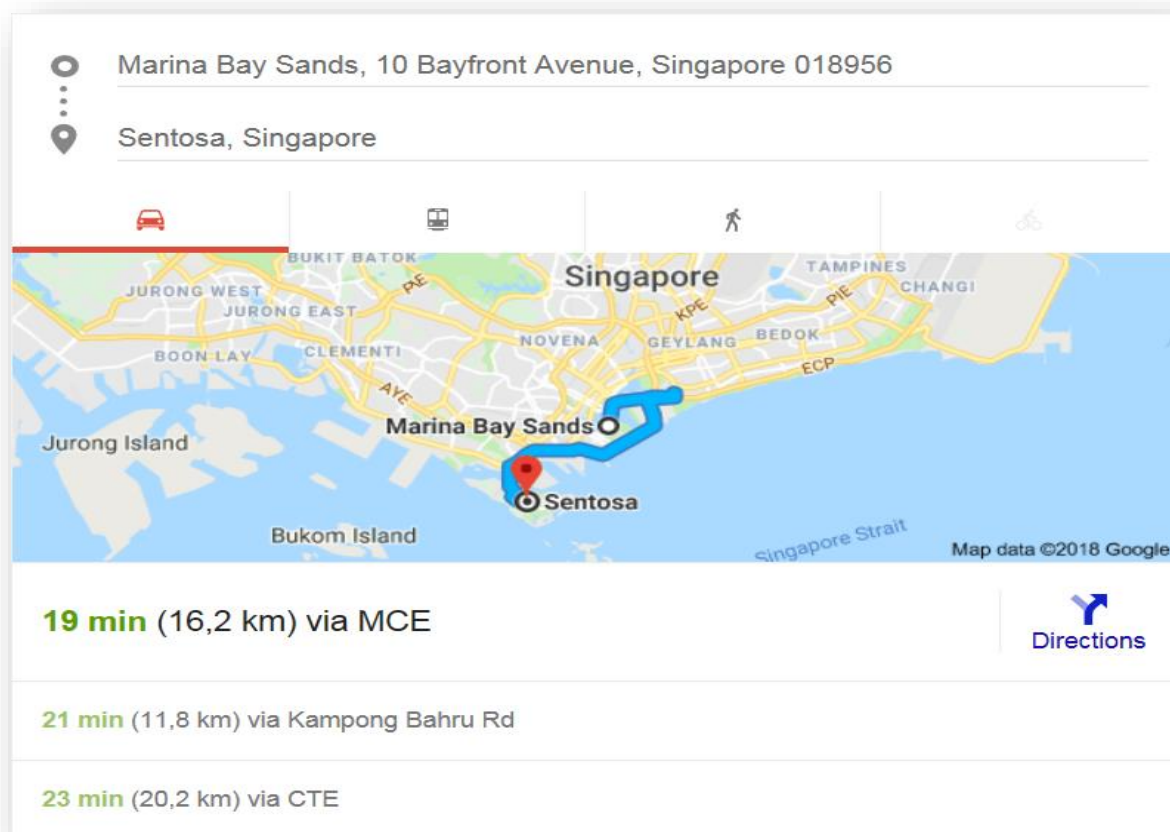 Marina Bay Sands, 10 Bayfront Avenue, Singapore 018956
Sentosa, Singapore
BUKIT BATOK
Singapore
TAMPINES
JURONG WEST
PIE
CHANGI
JURONG EAST
KPE
PIE
NOVENA
GEYLANG
BEDOK
BOON LAY
CLEMENTI
ECP
AYE
Marina Bay Sands
Jurong Island
Sentosa
Bukom Island
Singapore Strait
Map data ©2018 Google
19 min (16,2 km) via MCE
Directions
21 min (11,8 km) via Kampong Bahru Rd
23 min (20,2 km) via CTE